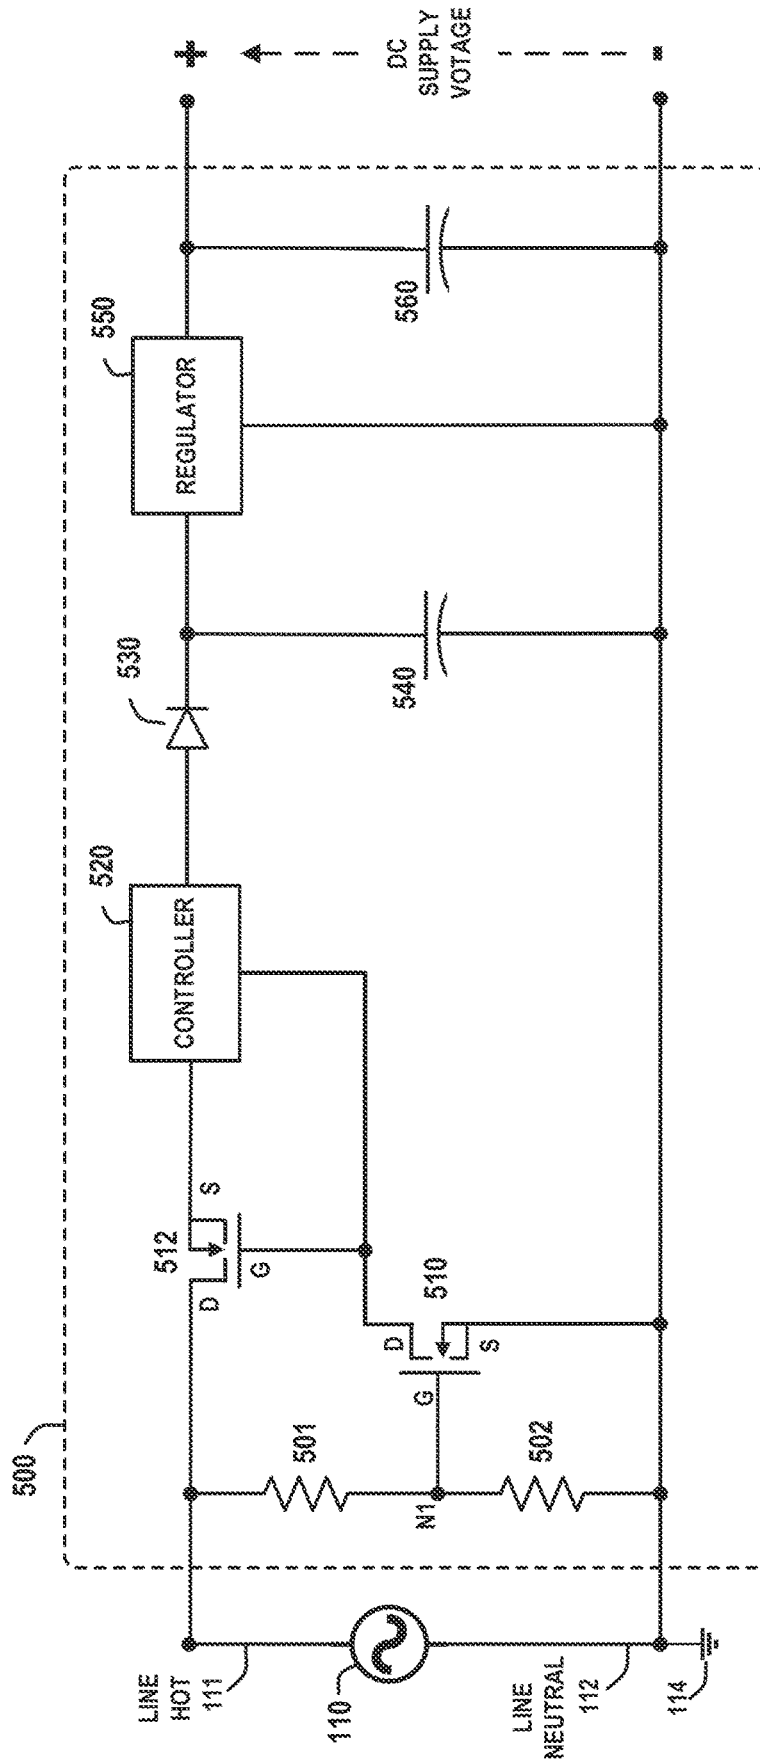 500
LINE
HOT
111
110
LINE
NEUTRAL
112
114
501
N1
502
D
512
S
G
D
510
G
S
520
CONTROLLER
530
540
550
REGULATOR
560
+
DC
SUPPLY
VOTAGE
-